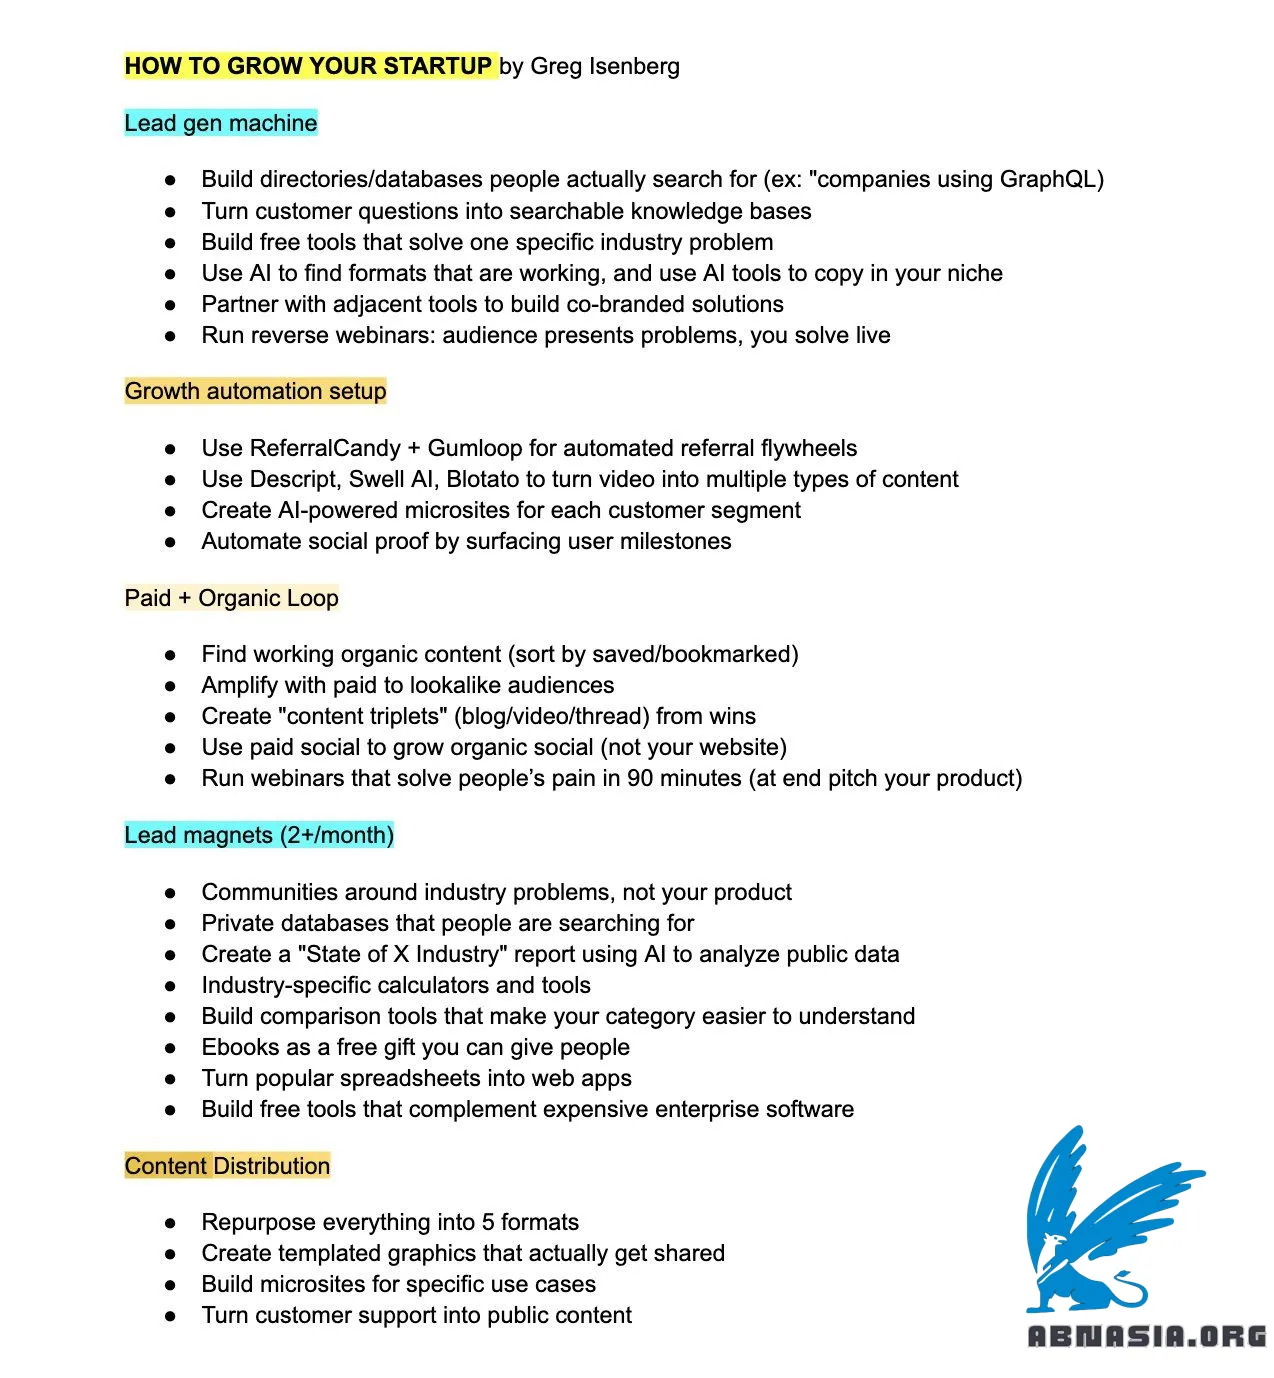 HOW TO GROW YOUR STARTUP by Greg Isenberg
Lead gen machine
● Build directories/databases people actually search for (ex: "companies using GraphQL)
● Turn customer questions into searchable knowledge bases
● Build free tools that solve one specific industry problem
● Use AI to find formats that are working, and use AI tools to copy in your niche
● Partner with adjacent tools to build co-branded solutions
● Run reverse webinars: audience presents problems, you solve live
Growth automation setup
● Use ReferralCandy + Gumloop for automated referral flywheels
● Use Descript, Swell AI, Blotato to turn video into multiple types of content
● Create AI-powered microsites for each customer segment
● Automate social proof by surfacing user milestones
Paid + Organic Loop
● Find working organic content (sort by saved/bookmarked)
● Amplify with paid to lookalike audiences
● Create "content triplets" (blog/video/thread) from wins
● Use paid social to grow organic social (not your website)
● Run webinars that solve people’s pain in 90 minutes (at end pitch your product)
Lead magnets (2+/month)
● Communities around industry problems, not your product
● Private databases that people are searching for
● Create a "State of X Industry" report using AI to analyze public data
● Industry-specific calculators and tools
● Build comparison tools that make your category easier to understand
● Ebooks as a free gift you can give people
● Turn popular spreadsheets into web apps
● Build free tools that complement expensive enterprise software
Content Distribution
● Repurpose everything into 5 formats
● Create templated graphics that actually get shared
● Build microsites for specific use cases
● Turn customer support into public content
ABNASIA.ORG